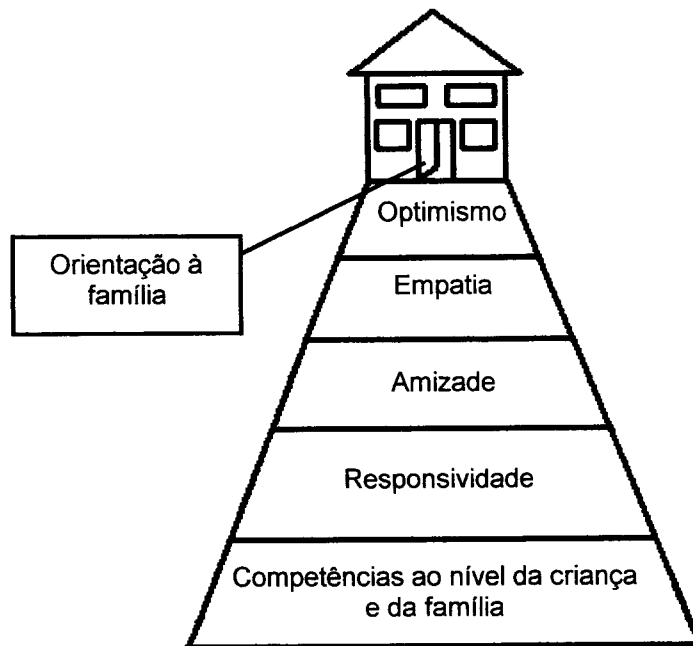 Optimismo
Orientação à
família
Empatia
Amizade
Responsividade
Competências ao nível da criança
e da família